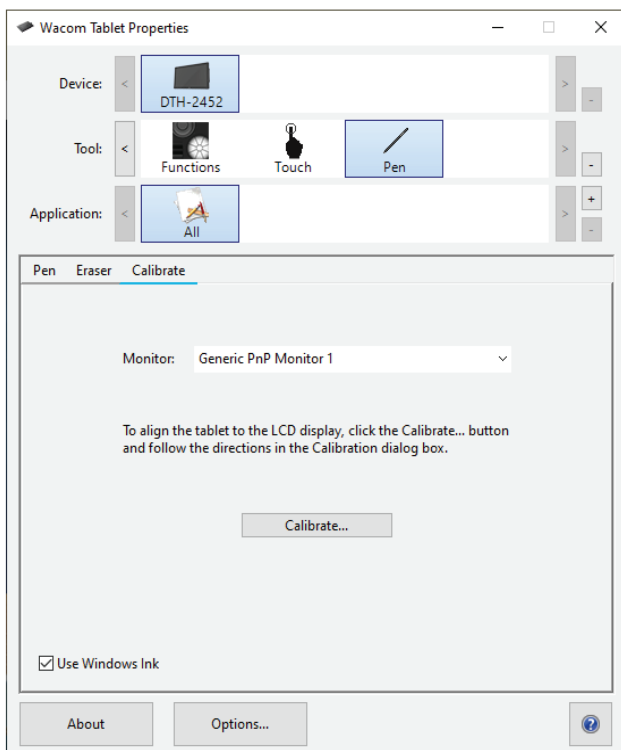 Wacom Tablet Properties
Device:
<
DTH-2452
>
-
Tool:
<
Functions
Touch
Pen
>
-
Application:
<
All
>
+
-
Pen Eraser Calibrate
Monitor: Generic PnP Monitor 1
To align the tablet to the LCD display, click the Calibrate... button
and follow the directions in the Calibration dialog box.
Calibrate...
Use Windows Ink
About Options... ?